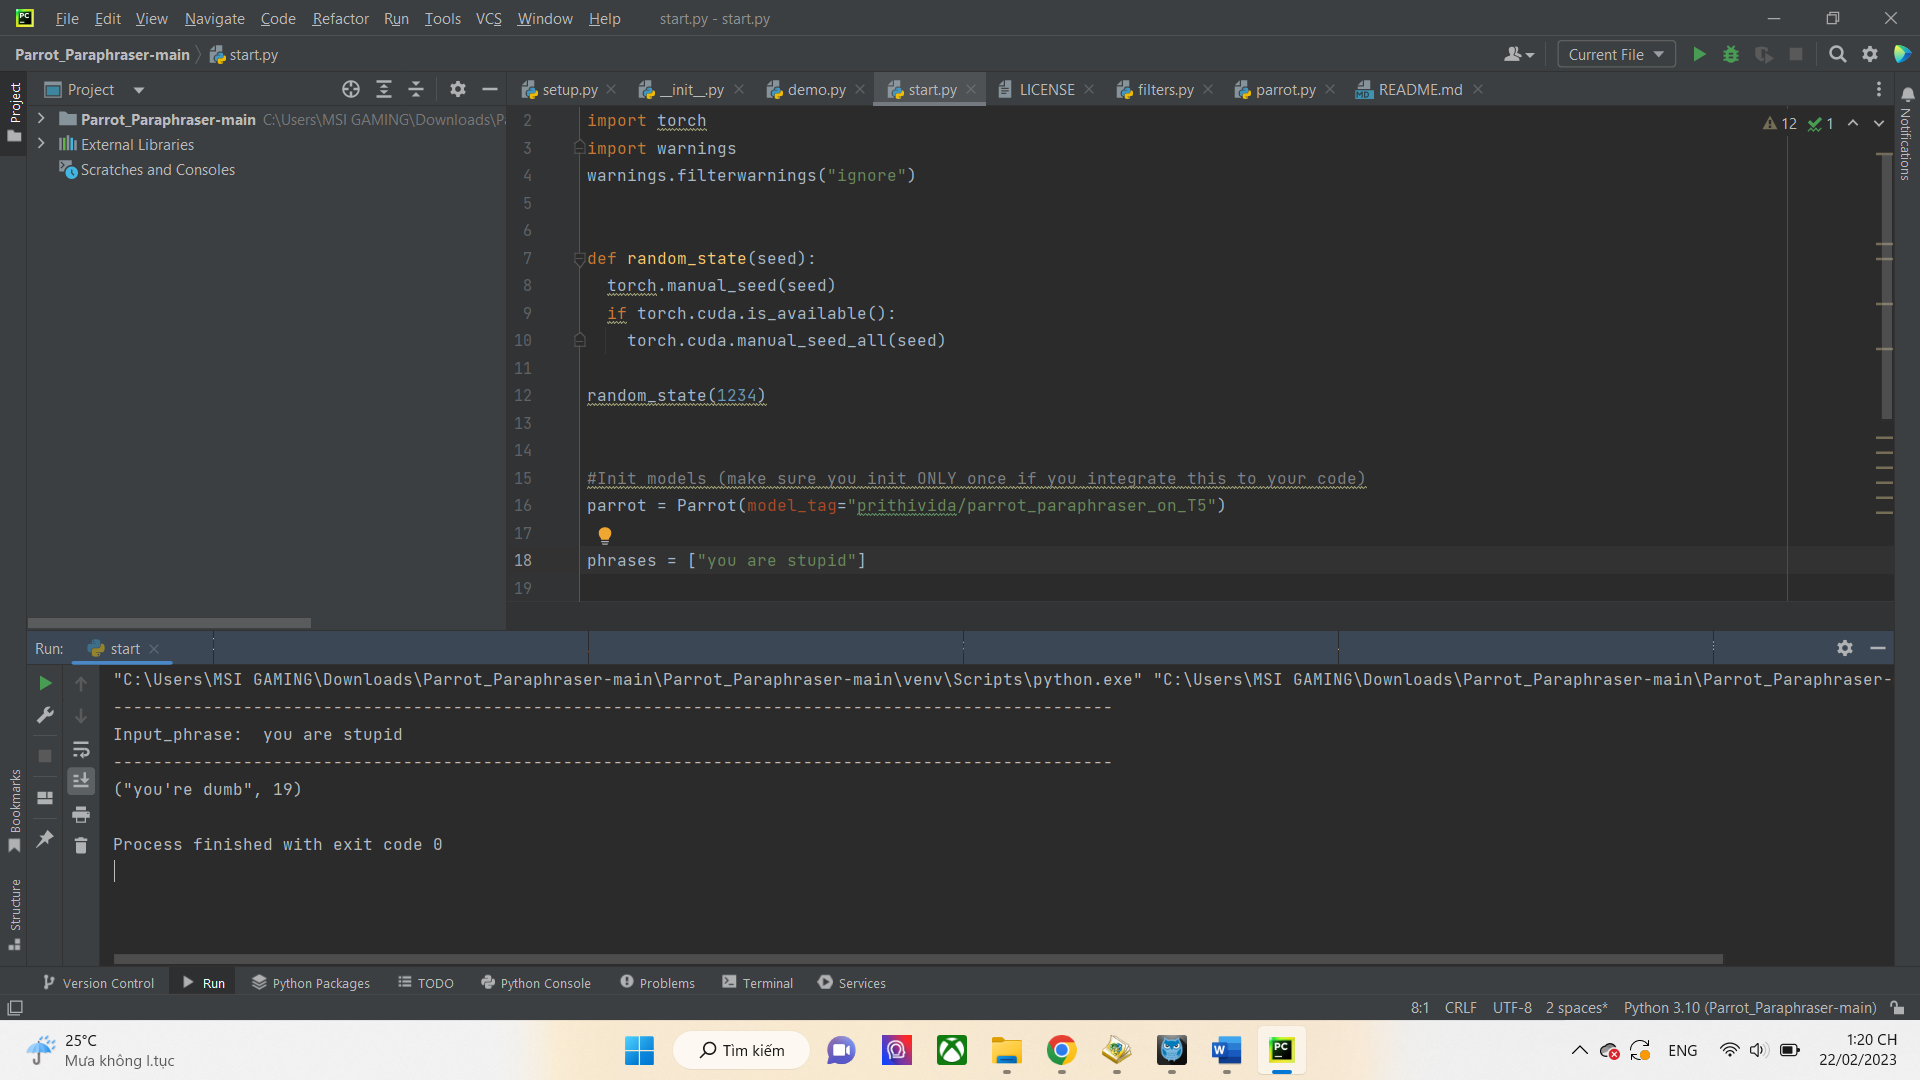 File Edit View Navigate Code Refactor Run Tools VCS Window Help start.py - start.py
Parrot_Paraphraser-main start.py Current File
Project setup.py __init__.py demo.py start.py LICENSE filters.py parrot.py README.md
Project
Parrot_Paraphraser-main C:\Users\MSI GAMING\Downloads\P
External Libraries
Scratches and Consoles
12 1
Notifications
2 import torch
3 import warnings
4 warnings.filterwarnings("ignore")
5
6
7 def random_state(seed):
8 torch.manual_seed(seed)
9 if torch.cuda.is_available():
10 torch.cuda.manual_seed_all(seed)
11
12 random_state(1234)
13
14
15 #Init models (make sure you init ONLY once if you integrate this to your code)
16 parrot = Parrot(model_tag="prithivida/parrot_paraphraser_on_T5")
17
18 phrases = ["you are stupid"]
19
Run: start
"C:\Users\MSI GAMING\Downloads\Parrot_Paraphraser-main\Parrot_Paraphraser-main\venv\Scripts\python.exe" "C:\Users\MSI GAMING\Downloads\Parrot_Paraphraser-main\Parrot_Paraphraser-
----------------------------------------------------------------------------------------------------
Input_phrase: you are stupid
----------------------------------------------------------------------------------------------------
("you're dumb", 19)
Process finished with exit code 0
Bookmarks
Structure
Version Control Run Python Packages TODO Python Console Problems Terminal Services
8:1 CRLF UTF-8 2 spaces* Python 3.10 (Parrot_Paraphraser-main)
25°C
Mưa không l.tục
Tìm kiếm
ENG
1:20 CH
22/02/2023